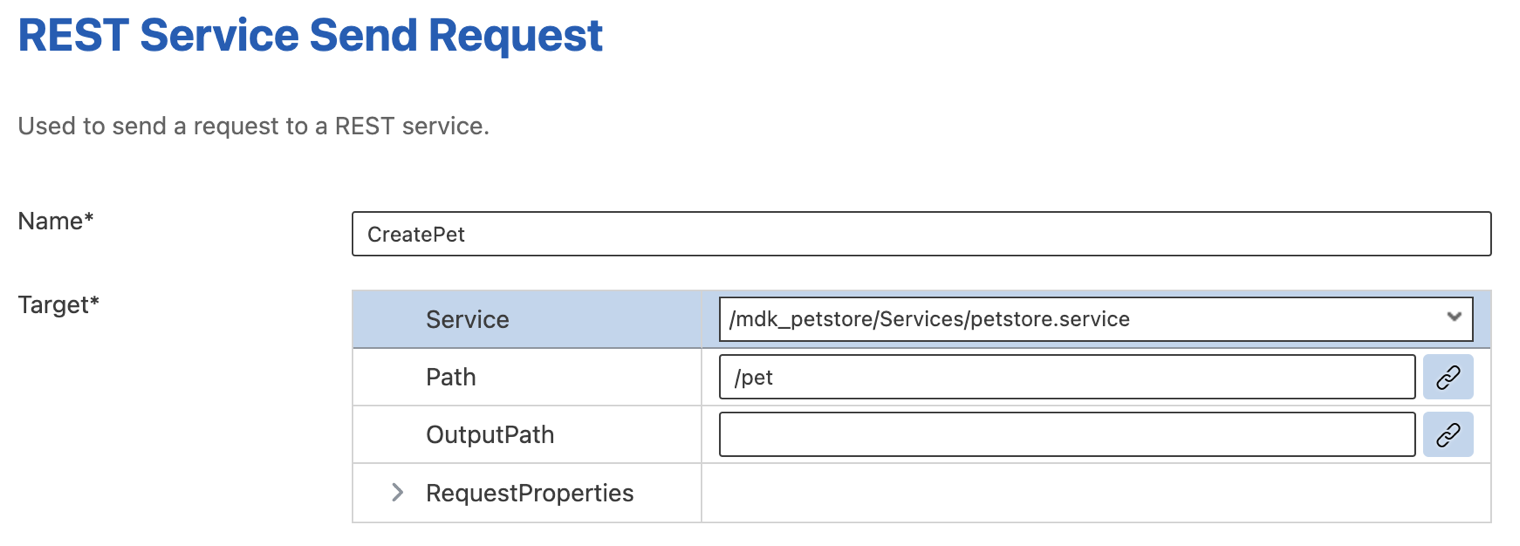 REST Service Send Request
Used to send a request to a REST service.
Name*
CreatePet
Target*
Service
/mdk_petstore/Services/petstore.service
Path
/pet
OutputPath
RequestProperties